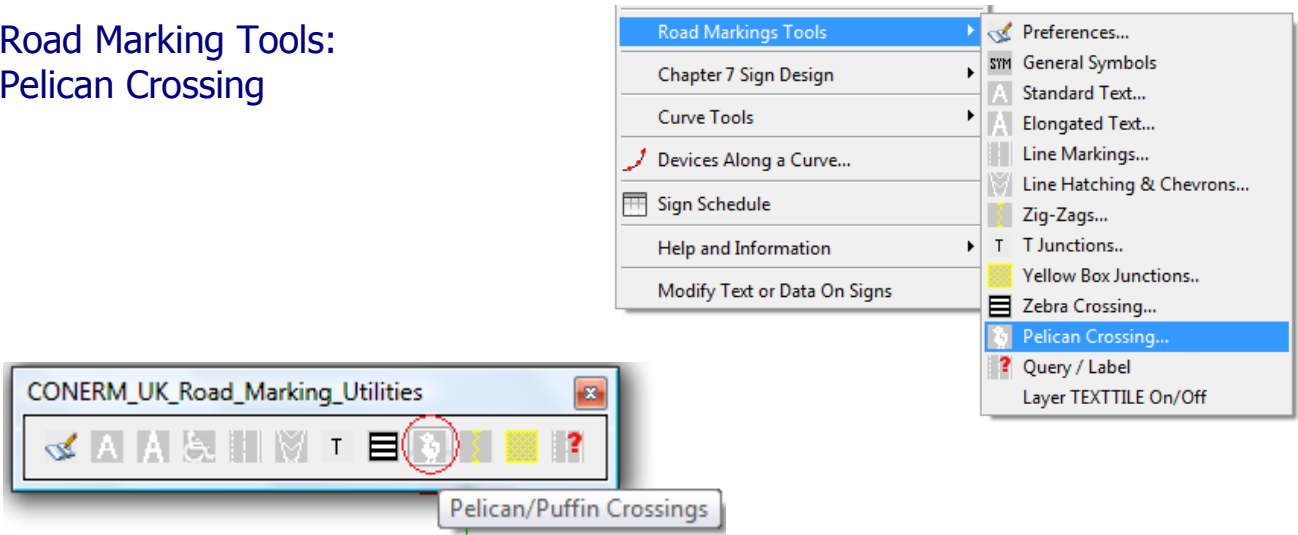 Road Marking Tools:
Pelican Crossing
Road Markings Tools
Chapter 7 Sign Design
Curve Tools
Devices Along a Curve...
Sign Schedule
Help and Information
Modify Text or Data On Signs
Preferences...
SYM General Symbols
A Standard Text...
A Elongated Text...
Line Markings...
Line Hatching & Chevrons...
Zig-Zags...
T T Junctions..
Yellow Box Junctions..
Zebra Crossing...
Pelican Crossing...
? Query / Label
Layer TEXTTILE On/Off
CONERM_UK_Road_Marking_Utilities
A A T ?
Pelican/Puffin Crossings